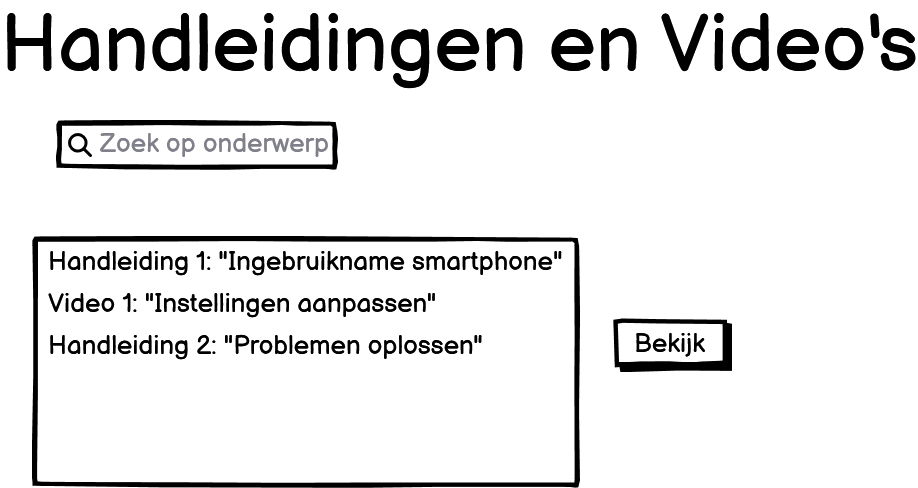 Handleidingen en Video's
Zoek op onderwerp
Handleiding 1: "Ingebruikname smartphone"
Video 1: "Instellingen aanpassen"
Handleiding 2: "Problemen oplossen"
Bekijk